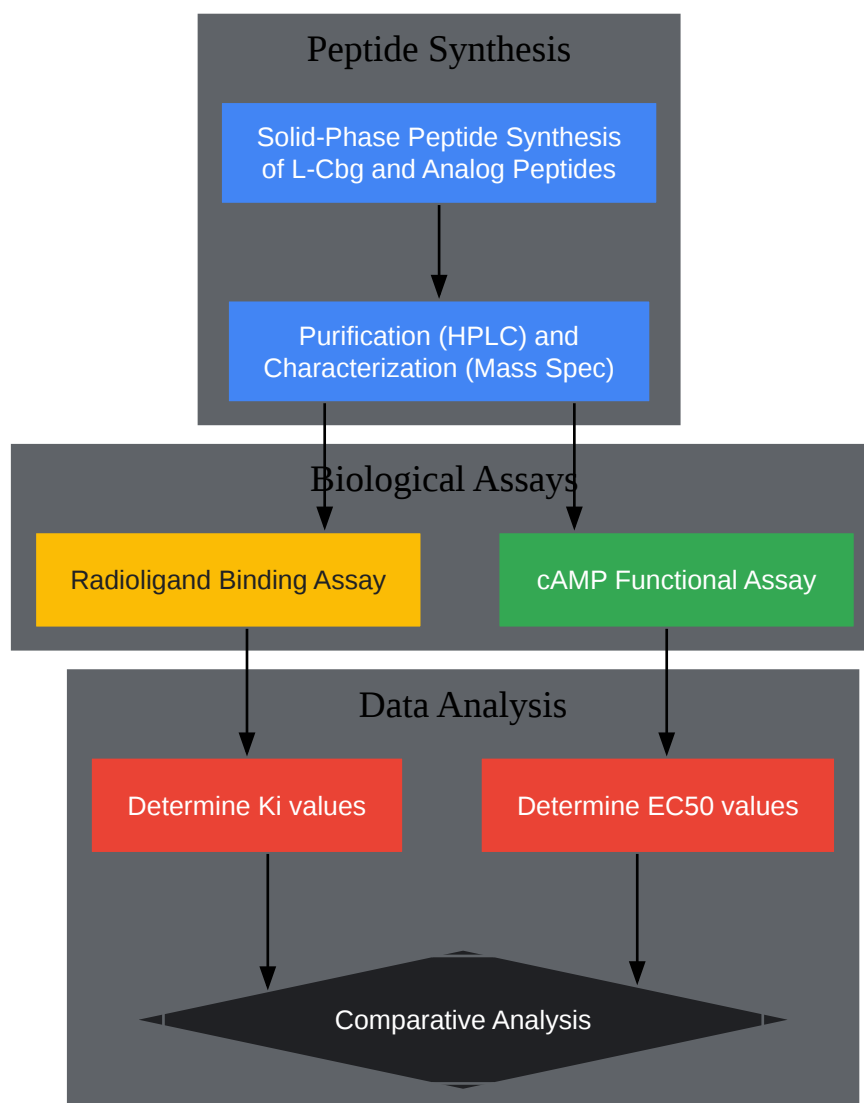 Peptide Synthesis
Solid-Phase Peptide Synthesis
of L-Cbg and Analog Peptides
Purification (HPLC) and
Characterization (Mass Spec)
Biological Assays
Radioligand Binding Assay
cAMP Functional Assay
Data Analysis
Determine Ki values
Determine EC50 values
Comparative Analysis